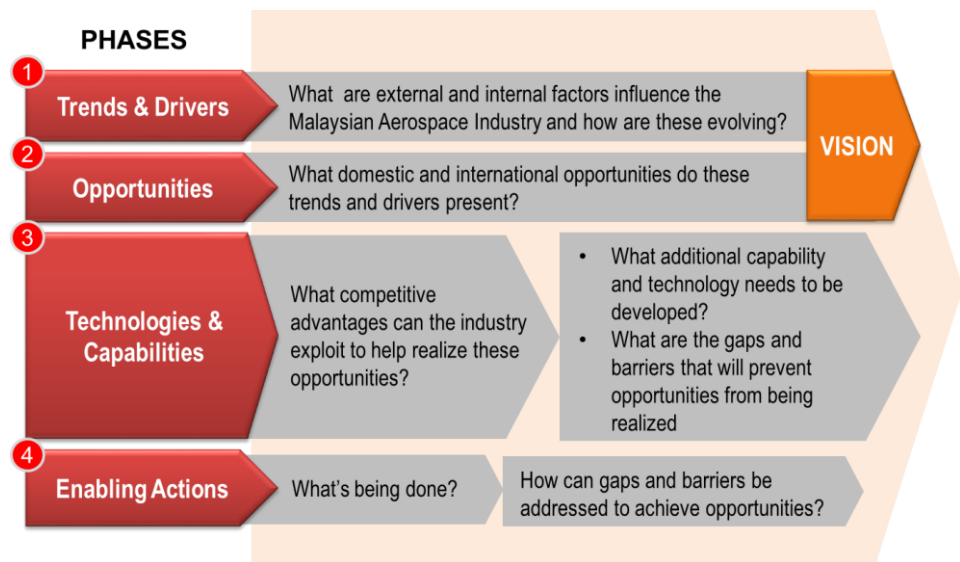 PHASES
1
Trends & Drivers
What  are external and internal factors influence the
Malaysian Aerospace Industry and how are these evolving?
VISION
2
Opportunities
What domestic and international opportunities do these
trends and drivers present?
3
Technologies &
Capabilities
What competitive
advantages can the industry
exploit to help realize these
opportunities?
• What additional capability
and technology needs to be
developed?
• What are the gaps and
barriers that will prevent
opportunities from being
realized
4
Enabling Actions
What's being done?
How can gaps and barriers be
addressed to achieve opportunities?